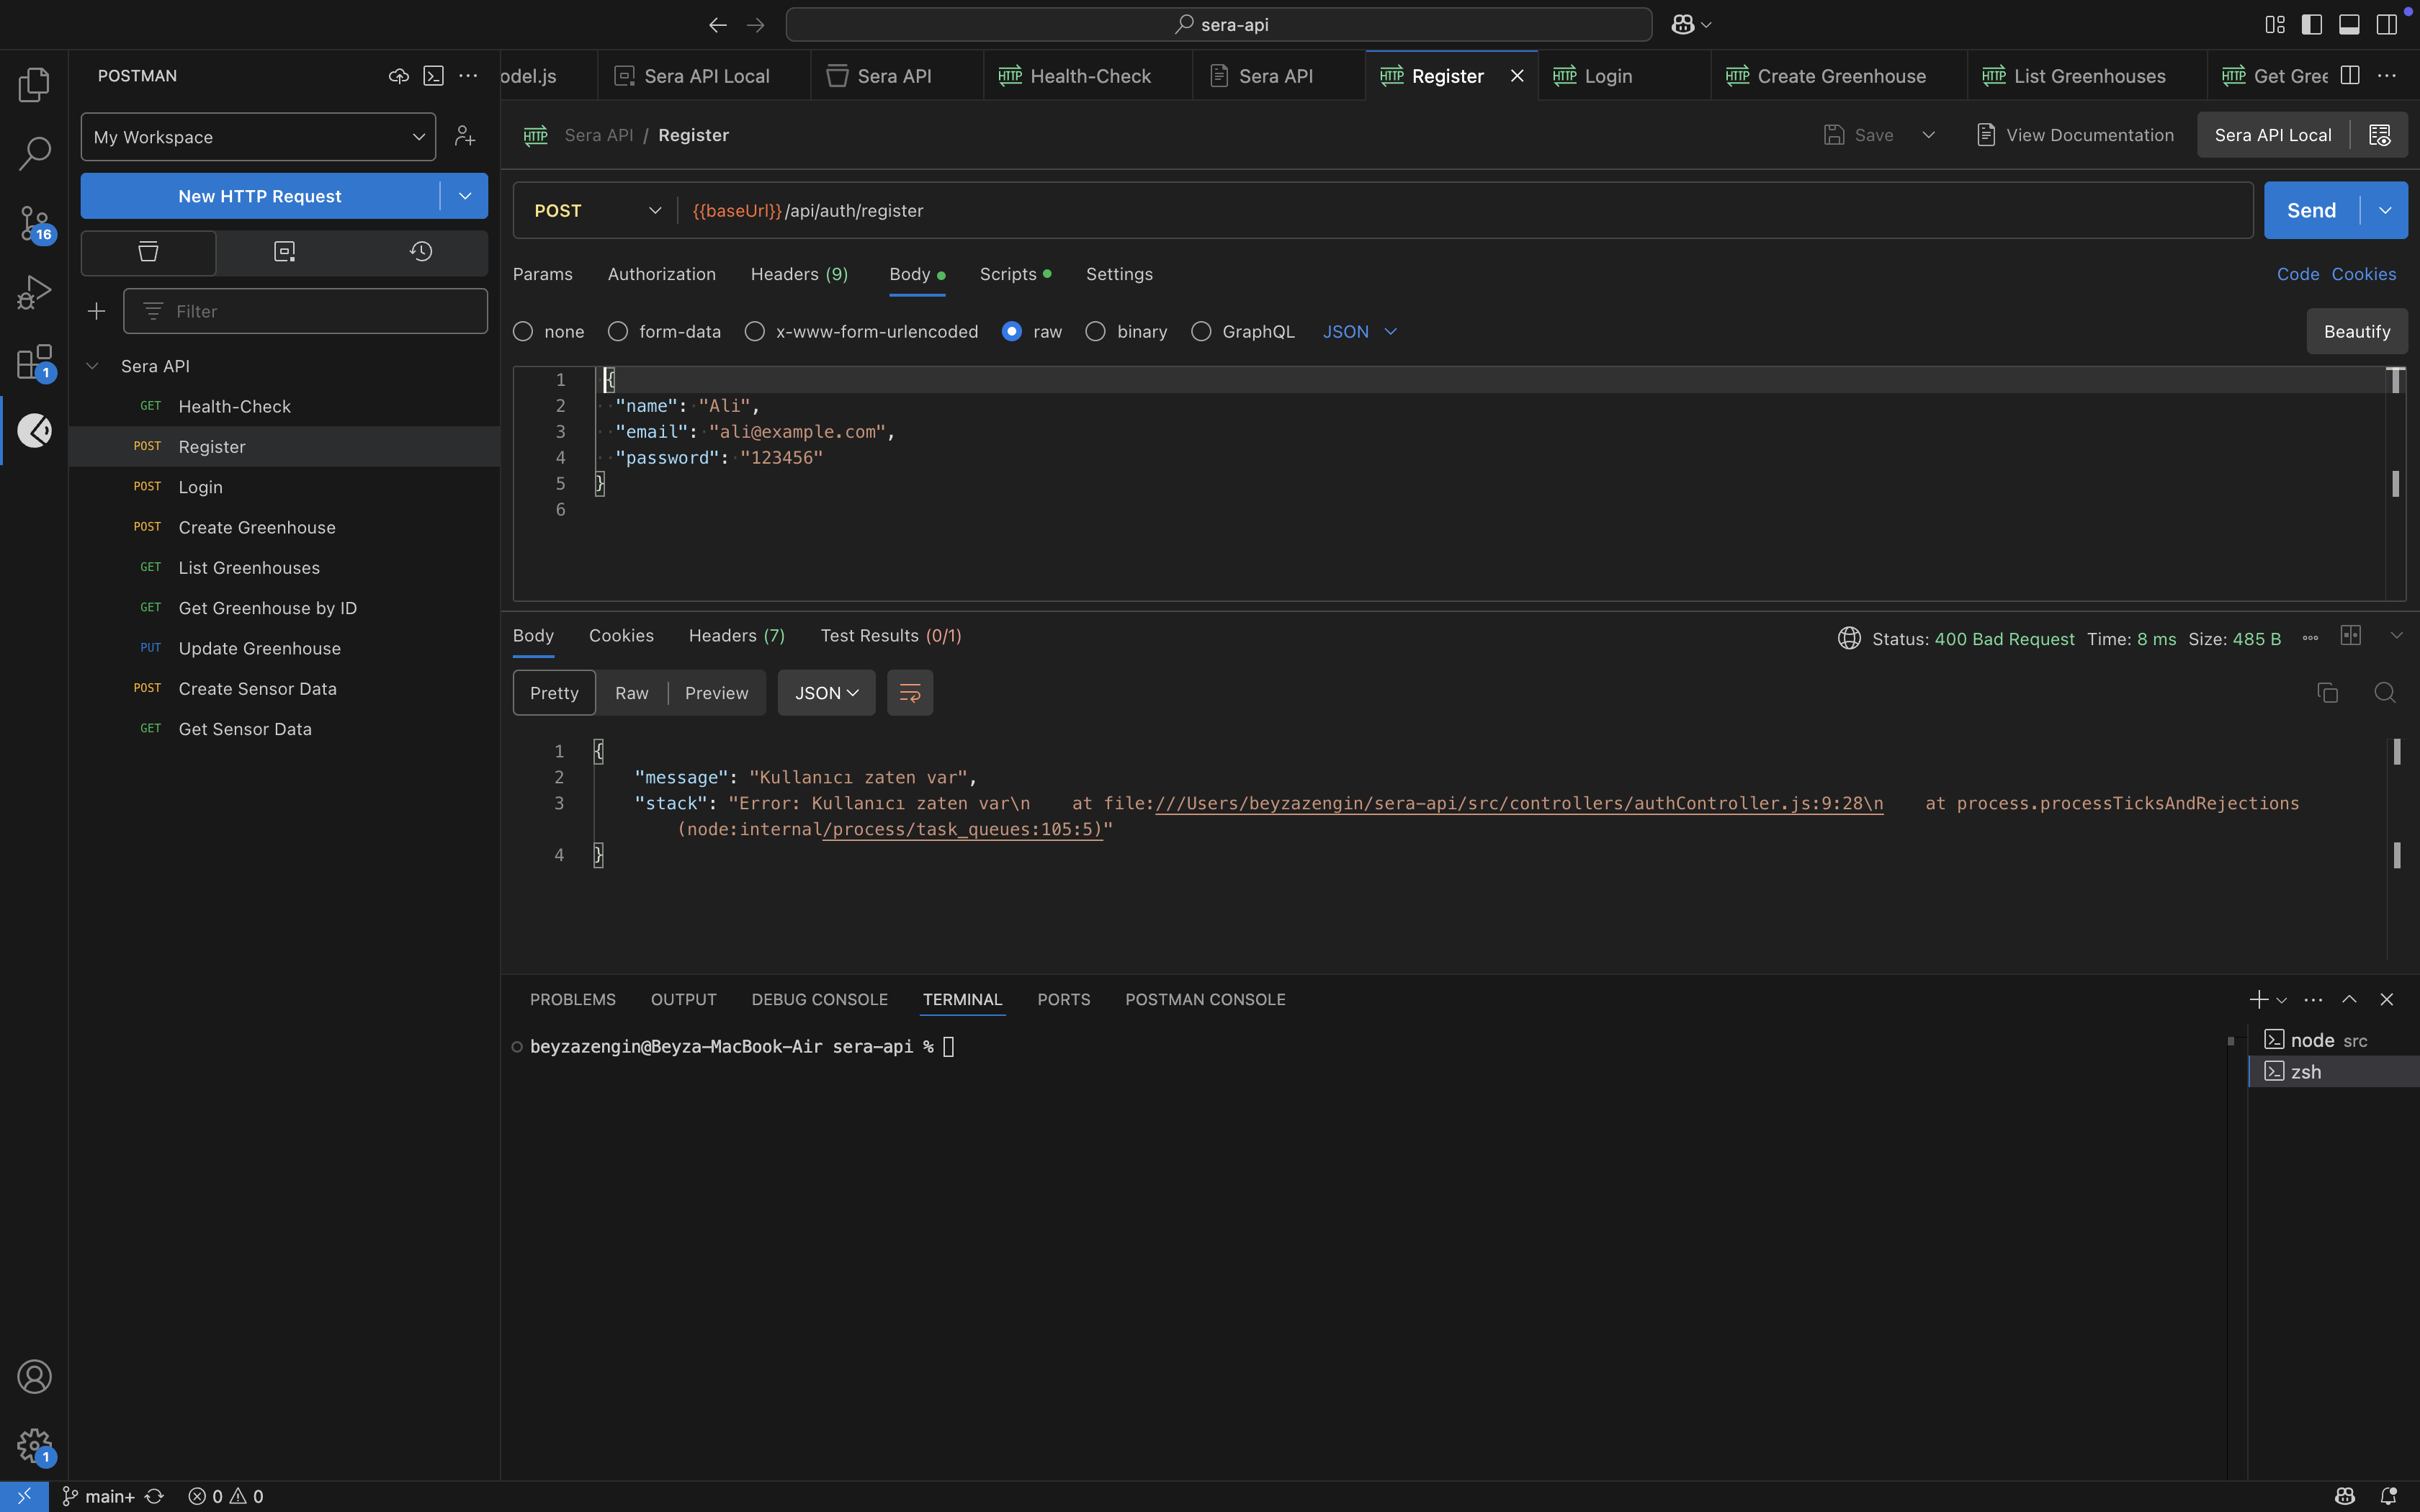 sera-api
POSTMAN
odel.js
Sera API Local
Sera API
HTTP Health-Check
Sera API
HTTP Register
HTTP Login
HTTP Create Greenhouse
HTTP List Greenhouses
HTTP Get Gree
My Workspace
HTTP Sera API / Register
Save
View Documentation
Sera API Local
New HTTP Request
POST {{baseUrl}}/api/auth/register
Send
16
Params Authorization Headers (9) Body Scripts Settings
Code Cookies
Filter
none form-data x-www-form-urlencoded raw binary GraphQL JSON
Beautify
1
Sera API
GET Health-Check
POST Register
POST Login
POST Create Greenhouse
GET List Greenhouses
GET Get Greenhouse by ID
PUT Update Greenhouse
POST Create Sensor Data
GET Get Sensor Data
1 {
2 "name": "Ali",
3 "email": "ali@example.com",
4 "password": "123456"
5 }
6
Body Cookies Headers (7) Test Results (0/1)
Status: 400 Bad Request Time: 8 ms Size: 485 B
Pretty Raw Preview JSON
1 {
2 "message": "Kullanıcı zaten var",
3 "stack": "Error: Kullanıcı zaten var\n    at file:///Users/beyzazengin/sera-api/src/controllers/authController.js:9:28\n    at process.processTicksAndRejections
(node:internal/process/task_queues:105:5)"
4 }
PROBLEMS OUTPUT DEBUG CONSOLE TERMINAL PORTS POSTMAN CONSOLE
beyzazengin@Beyza-MacBook-Air sera-api %
node src
zsh
1
main+ 0 0